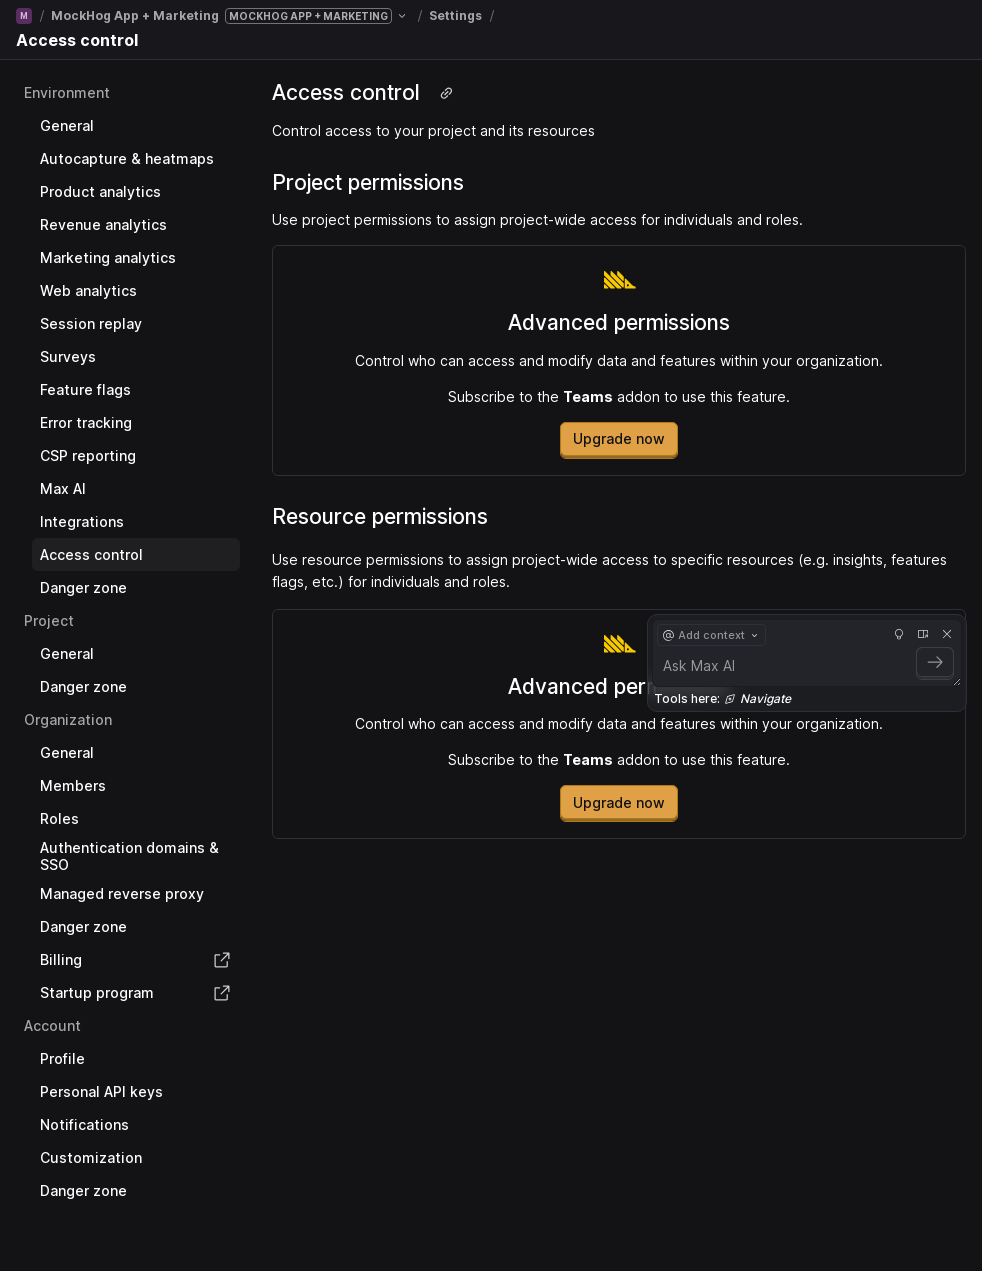 M / MockHog App + Marketing MOCKHOG APP + MARKETING / Settings /
Access control
Environment
General
Autocapture & heatmaps
Product analytics
Revenue analytics
Marketing analytics
Web analytics
Session replay
Surveys
Feature flags
Error tracking
CSP reporting
Max AI
Integrations
Access control
Danger zone
Project
General
Danger zone
Organization
General
Members
Roles
Authentication domains &
SSO
Managed reverse proxy
Danger zone
Billing
Startup program
Account
Profile
Personal API keys
Notifications
Customization
Danger zone
Access control
Control access to your project and its resources
Project permissions
Use project permissions to assign project-wide access for individuals and roles.
Advanced permissions
Control who can access and modify data and features within your organization.
Subscribe to the Teams addon to use this feature.
Upgrade now
Resource permissions
Use resource permissions to assign project-wide access to specific resources (e.g. insights, features
flags, etc.) for individuals and roles.
Advanced per
Control who can access and modify data and features within your organization.
Subscribe to the Teams addon to use this feature.
Upgrade now
@ Add context
Ask Max AI
Tools here: Navigate